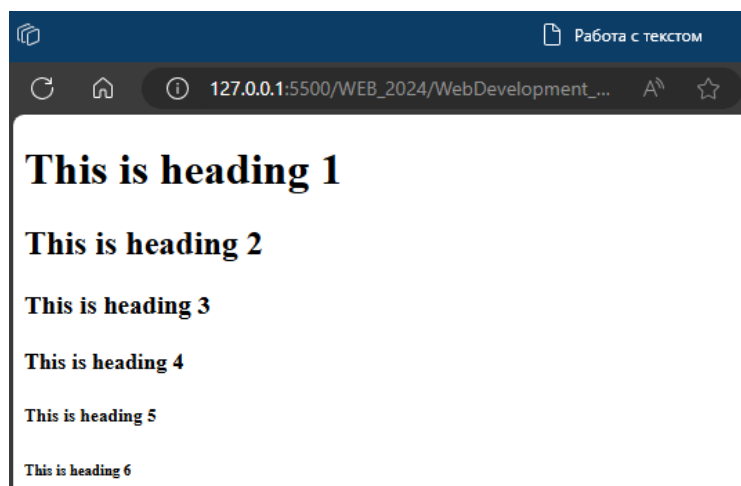 Работа с текстом
127.0.0.1:5500/WEB_2024/WebDevelopment_...
This is heading 1
This is heading 2
This is heading 3
This is heading 4
This is heading 5
This is heading 6